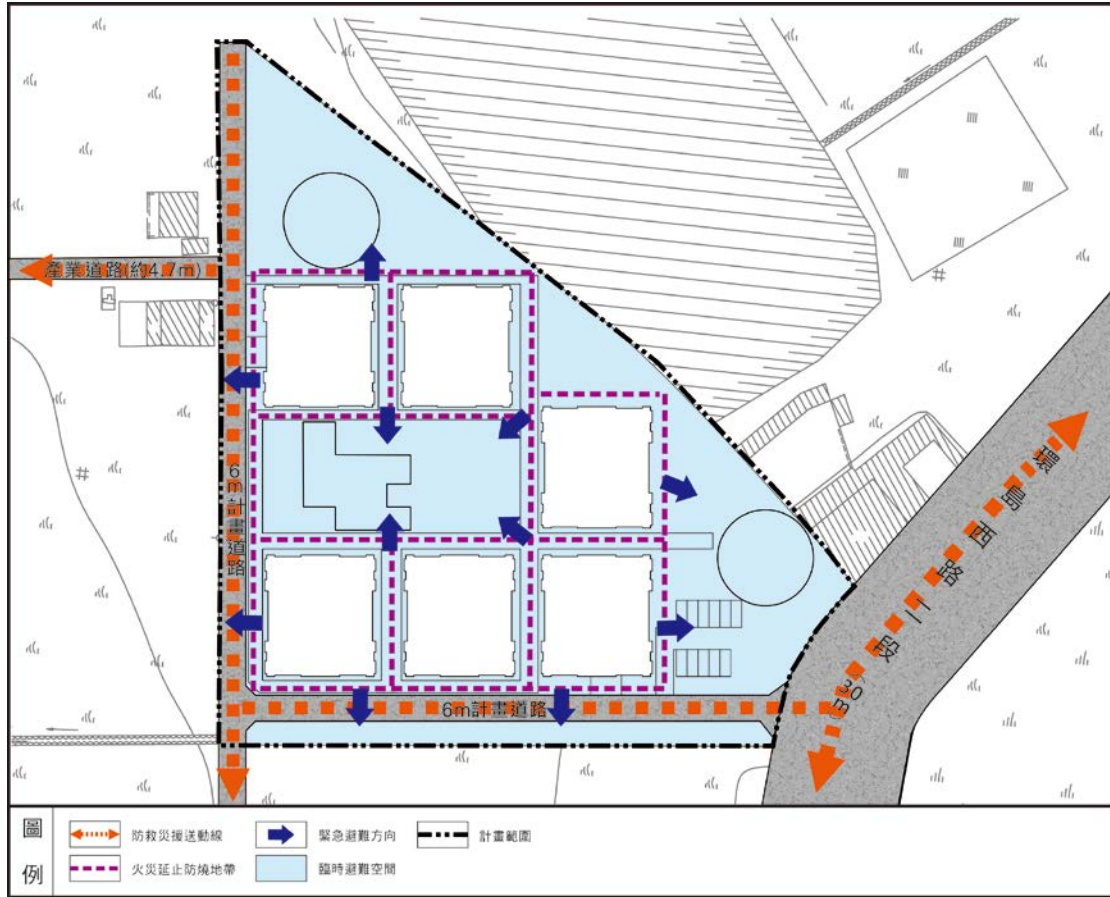 產業道路(約4.7m)
6m計畫道路
環島西路二段
30m
6m計畫道路
圖例
防救災援送動線
緊急避難方向
計畫範圍
火災延止防燒地帶
臨時避難空間